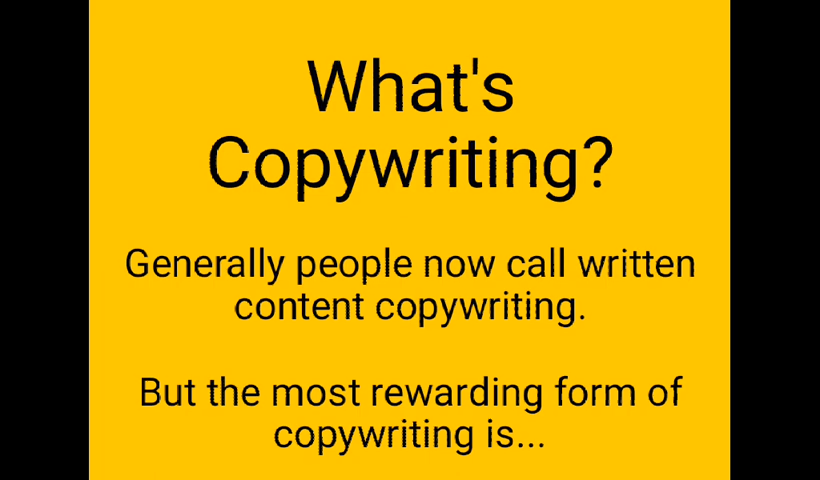 What's
Copywriting?
Generally people now call written
content copywriting.
But the most rewarding form of
copywriting is...